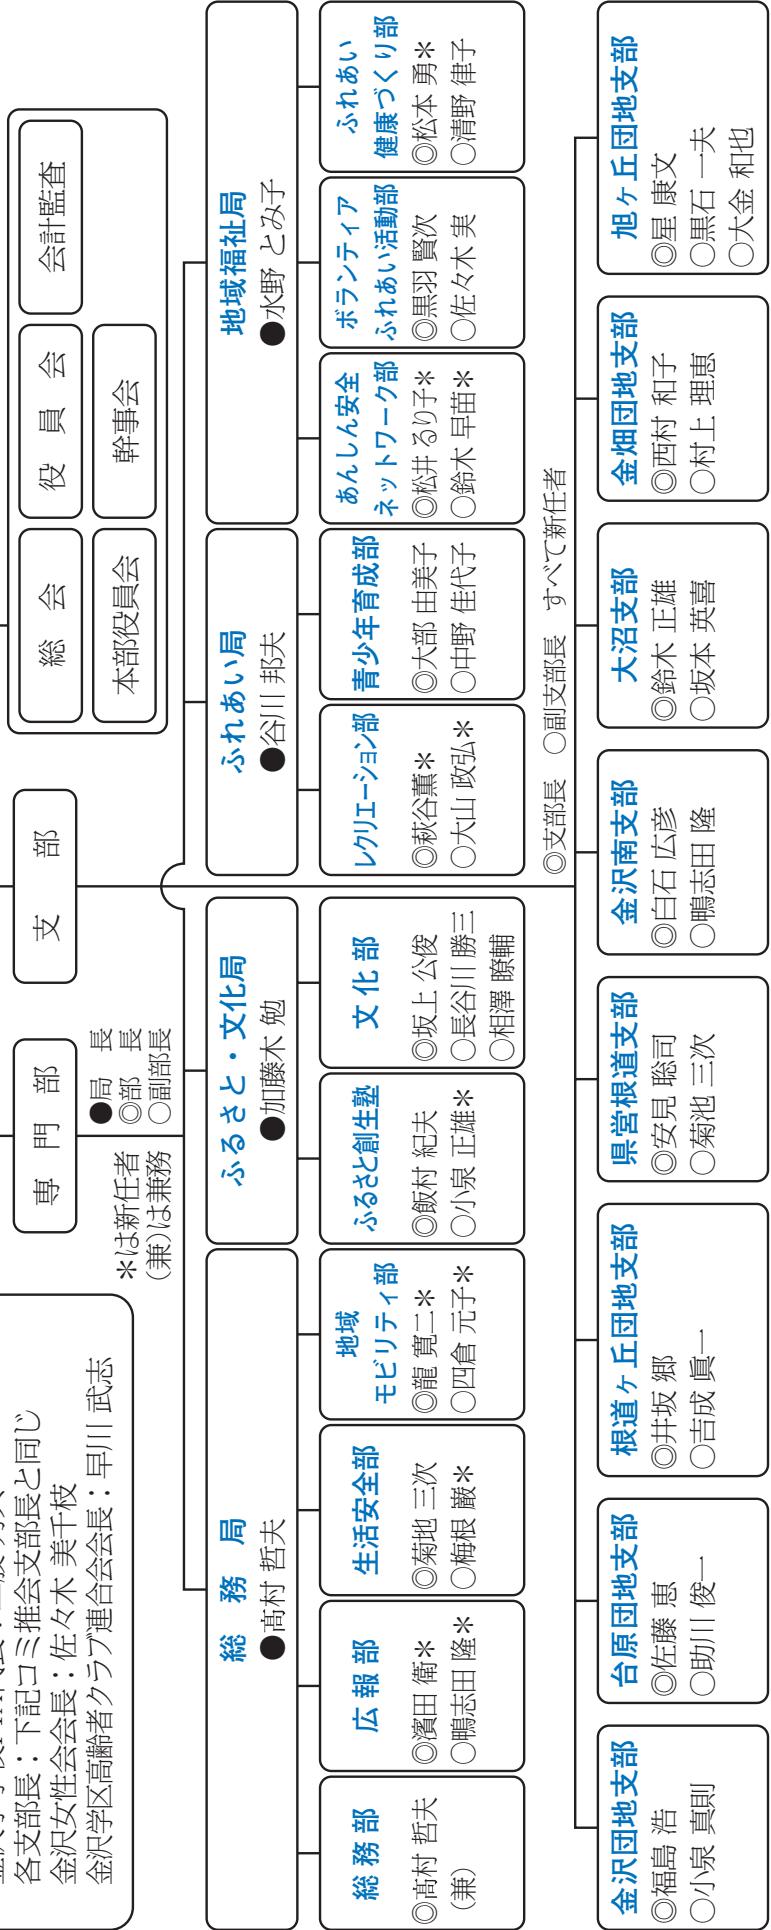 各支部長：下記コミ推会支部長と同じ
金沢女性会会長：佐々木 美千枝
金沢学区高齢者クラブ連合会会長：早川 武志
専 門 部
支 部
総 会
役 員 会
会計監査
本部役員会
幹事会
●局 長
◎部 長
○副部長
＊は新任者
（兼）は兼務
総 務 局
●髙村 哲夫
ふるさと・文化局
●加藤木 勉
ふれあい局
●谷川 邦夫
地域福祉局
●水野 とみ子
総 務 部
◎髙村 哲夫
（兼）
広 報 部
◎濱田 衛＊
○鴨志田 隆＊
生活安全部
◎菊地 三次
○梅根 巌＊
地域
モビリティ部
◎龍 寛二＊
○四倉 元子＊
ふるさと創生塾
◎飯村 紀夫
○小泉 正雄＊
文 化 部
◎坂上 公俊
○長谷川 勝三
○相澤 瞭輔
レクリエーション部
◎萩谷薫＊
○大山 政弘＊
青少年育成部
◎大部 由美子
○中野 佳代子
あんしん安全
ネットワーク部
◎松井 るり子＊
○鈴木 早苗＊
ボランティア
ふれあい活動部
◎黒羽 賢次
○佐々木 実
ふれあい
健康づくり部
◎松本 勇＊
○清野 律子
◎支部長 ○副支部長 すべて新任者
金沢団地支部
◎福島 浩
○小泉 真則
台原団地支部
◎佐藤 恵
○助川 俊一
根道ヶ丘団地支部
◎井坂 郷
○吉成 眞一
県営根道支部
◎安見 聡司
○菊池 三次
金沢南支部
◎白石 広彦
○鴨志田 隆
大沼支部
◎鈴木 正雄
○坂本 英喜
金畑団地支部
◎西村 和子
○村上 理恵
旭ヶ丘団地支部
◎星 康文
○黒石 一夫
○大金 和也